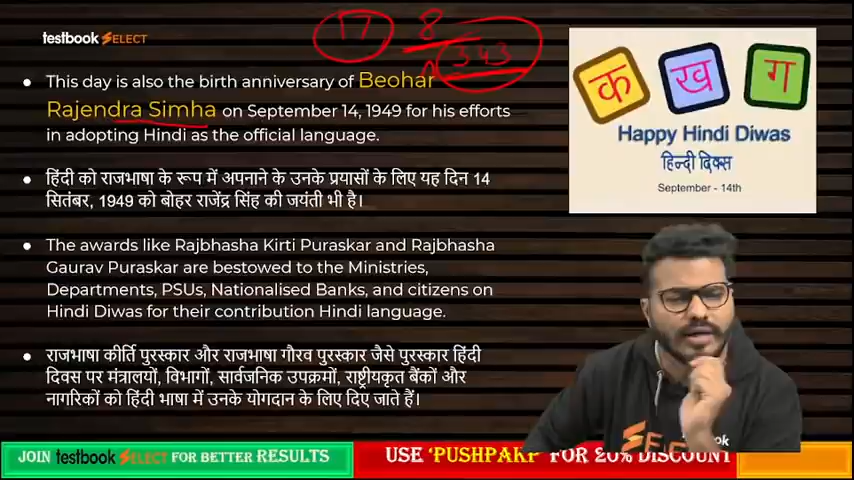 testbook SELECT
17
8
343
This day is also the birth anniversary of Beohar
Rajendra Simha on September 14, 1949 for his efforts
in adopting Hindi as the official language.
हिंदी को राजभाषा के रूप में अपनाने के उनके प्रयासों के लिए यह दिन 14
सितंबर, 1949 को बोहर राजेंद्र सिंह की जयंती भी है।
The awards like Rajbhasha Kirti Puraskar and Rajbhasha
Gaurav Puraskar are bestowed to the Ministries,
Departments, PSUs, Nationalised Banks, and citizens on
Hindi Diwas for their contribution Hindi language.
राजभाषा कीर्ति पुरस्कार और राजभाषा गौरव पुरस्कार जैसे पुरस्कार हिंदी
दिवस पर मंत्रालयों, विभागों, सार्वजनिक उपक्रमों, राष्ट्रीयकृत बैंकों और
नागरिकों को हिंदी भाषा में उनके योगदान के लिए दिए जाते हैं।
क ख ग
Happy Hindi Diwas
हिन्दी दिवस
September - 14th
JOIN testbook SELECT FOR BETTER RESULTS
USE 'PUSHPAKP' FOR 20% DISCOUNT